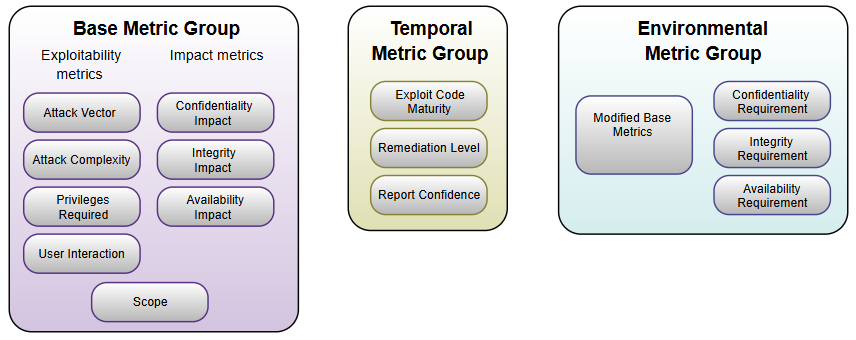 Base Metric Group
Exploitability
metrics
Impact metrics
Attack Vector
Attack Complexity
Privileges
Required
User Interaction
Confidentiality
Impact
Integrity
Impact
Availability
Impact
Scope
Temporal
Metric Group
Exploit Code
Maturity
Remediation Level
Report Confidence
Environmental
Metric Group
Modified Base
Metrics
Confidentiality
Requirement
Integrity
Requirement
Availability
Requirement